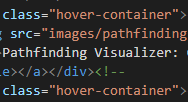 class="hover-container">
src="images/pathfinding
Pathfinding Visualizer:
></a></div><!--
class="hover-container">